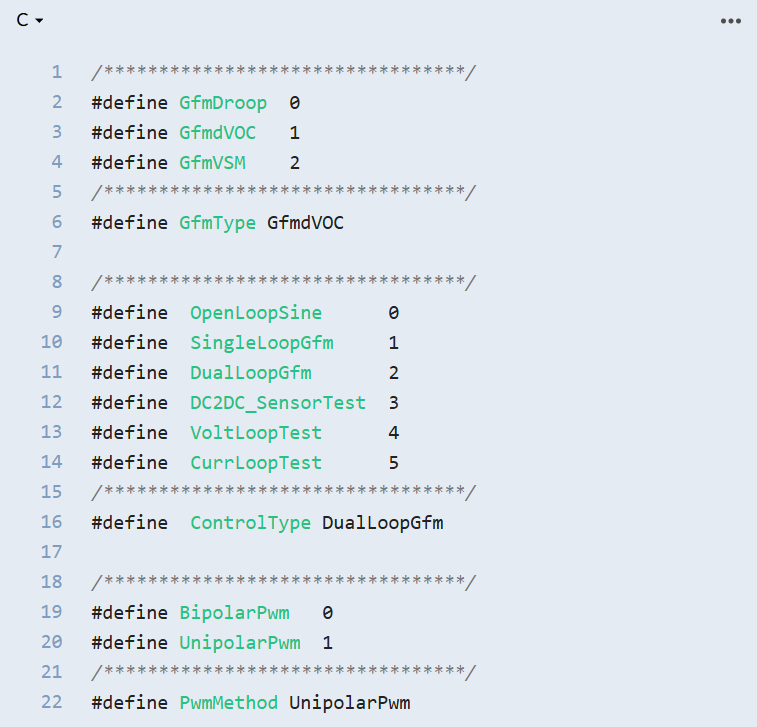 C
1 /*********************************/
2 #define GfmDroop  0
3 #define GfmdVOC   1
4 #define GfmVSM    2
5 /*********************************/
6 #define GfmType GfmdVOC
7
8 /*********************************/
9 #define  OpenLoopSine      0
10 #define  SingleLoopGfm     1
11 #define  DualLoopGfm       2
12 #define  DC2DC_SensorTest  3
13 #define  VoltLoopTest      4
14 #define  CurrLoopTest      5
15 /*********************************/
16 #define  ControlType DualLoopGfm
17
18 /*********************************/
19 #define BipolarPwm   0
20 #define UnipolarPwm  1
21 /*********************************/
22 #define PwmMethod UnipolarPwm